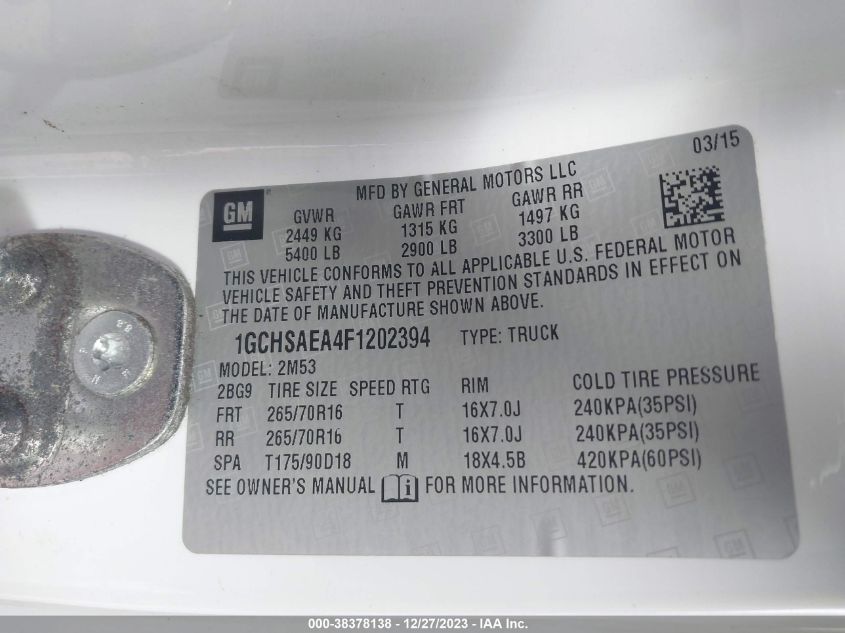 03/15
MFD BY GENERAL MOTORS LLC
GM
GVWR GAWR FRT GAWR RR
2449 KG 1315 KG 1497 KG
5400 LB 2900 LB 3300 LB
THIS VEHICLE CONFORMS TO ALL APPLICABLE U.S. FEDERAL MOTOR
VEHICLE SAFETY AND THEFT PREVENTION STANDARDS IN EFFECT ON
THE DATE OF MANUFACTURE SHOWN ABOVE.
1GCHSAEA4F1202394 TYPE: TRUCK
MODEL: 2M53
2BG9 TIRE SIZE SPEED RTG RIM COLD TIRE PRESSURE
FRT 265/70R16 T 16X7.0J 240KPA(35PSI)
RR 265/70R16 T 16X7.0J 240KPA(35PSI)
SPA T175/90D18 M 18X4.5B 420KPA(60PSI)
SEE OWNER'S MANUAL FOR MORE INFORMATION.
000-38378138 - 12/27/2023 - IAA Inc.